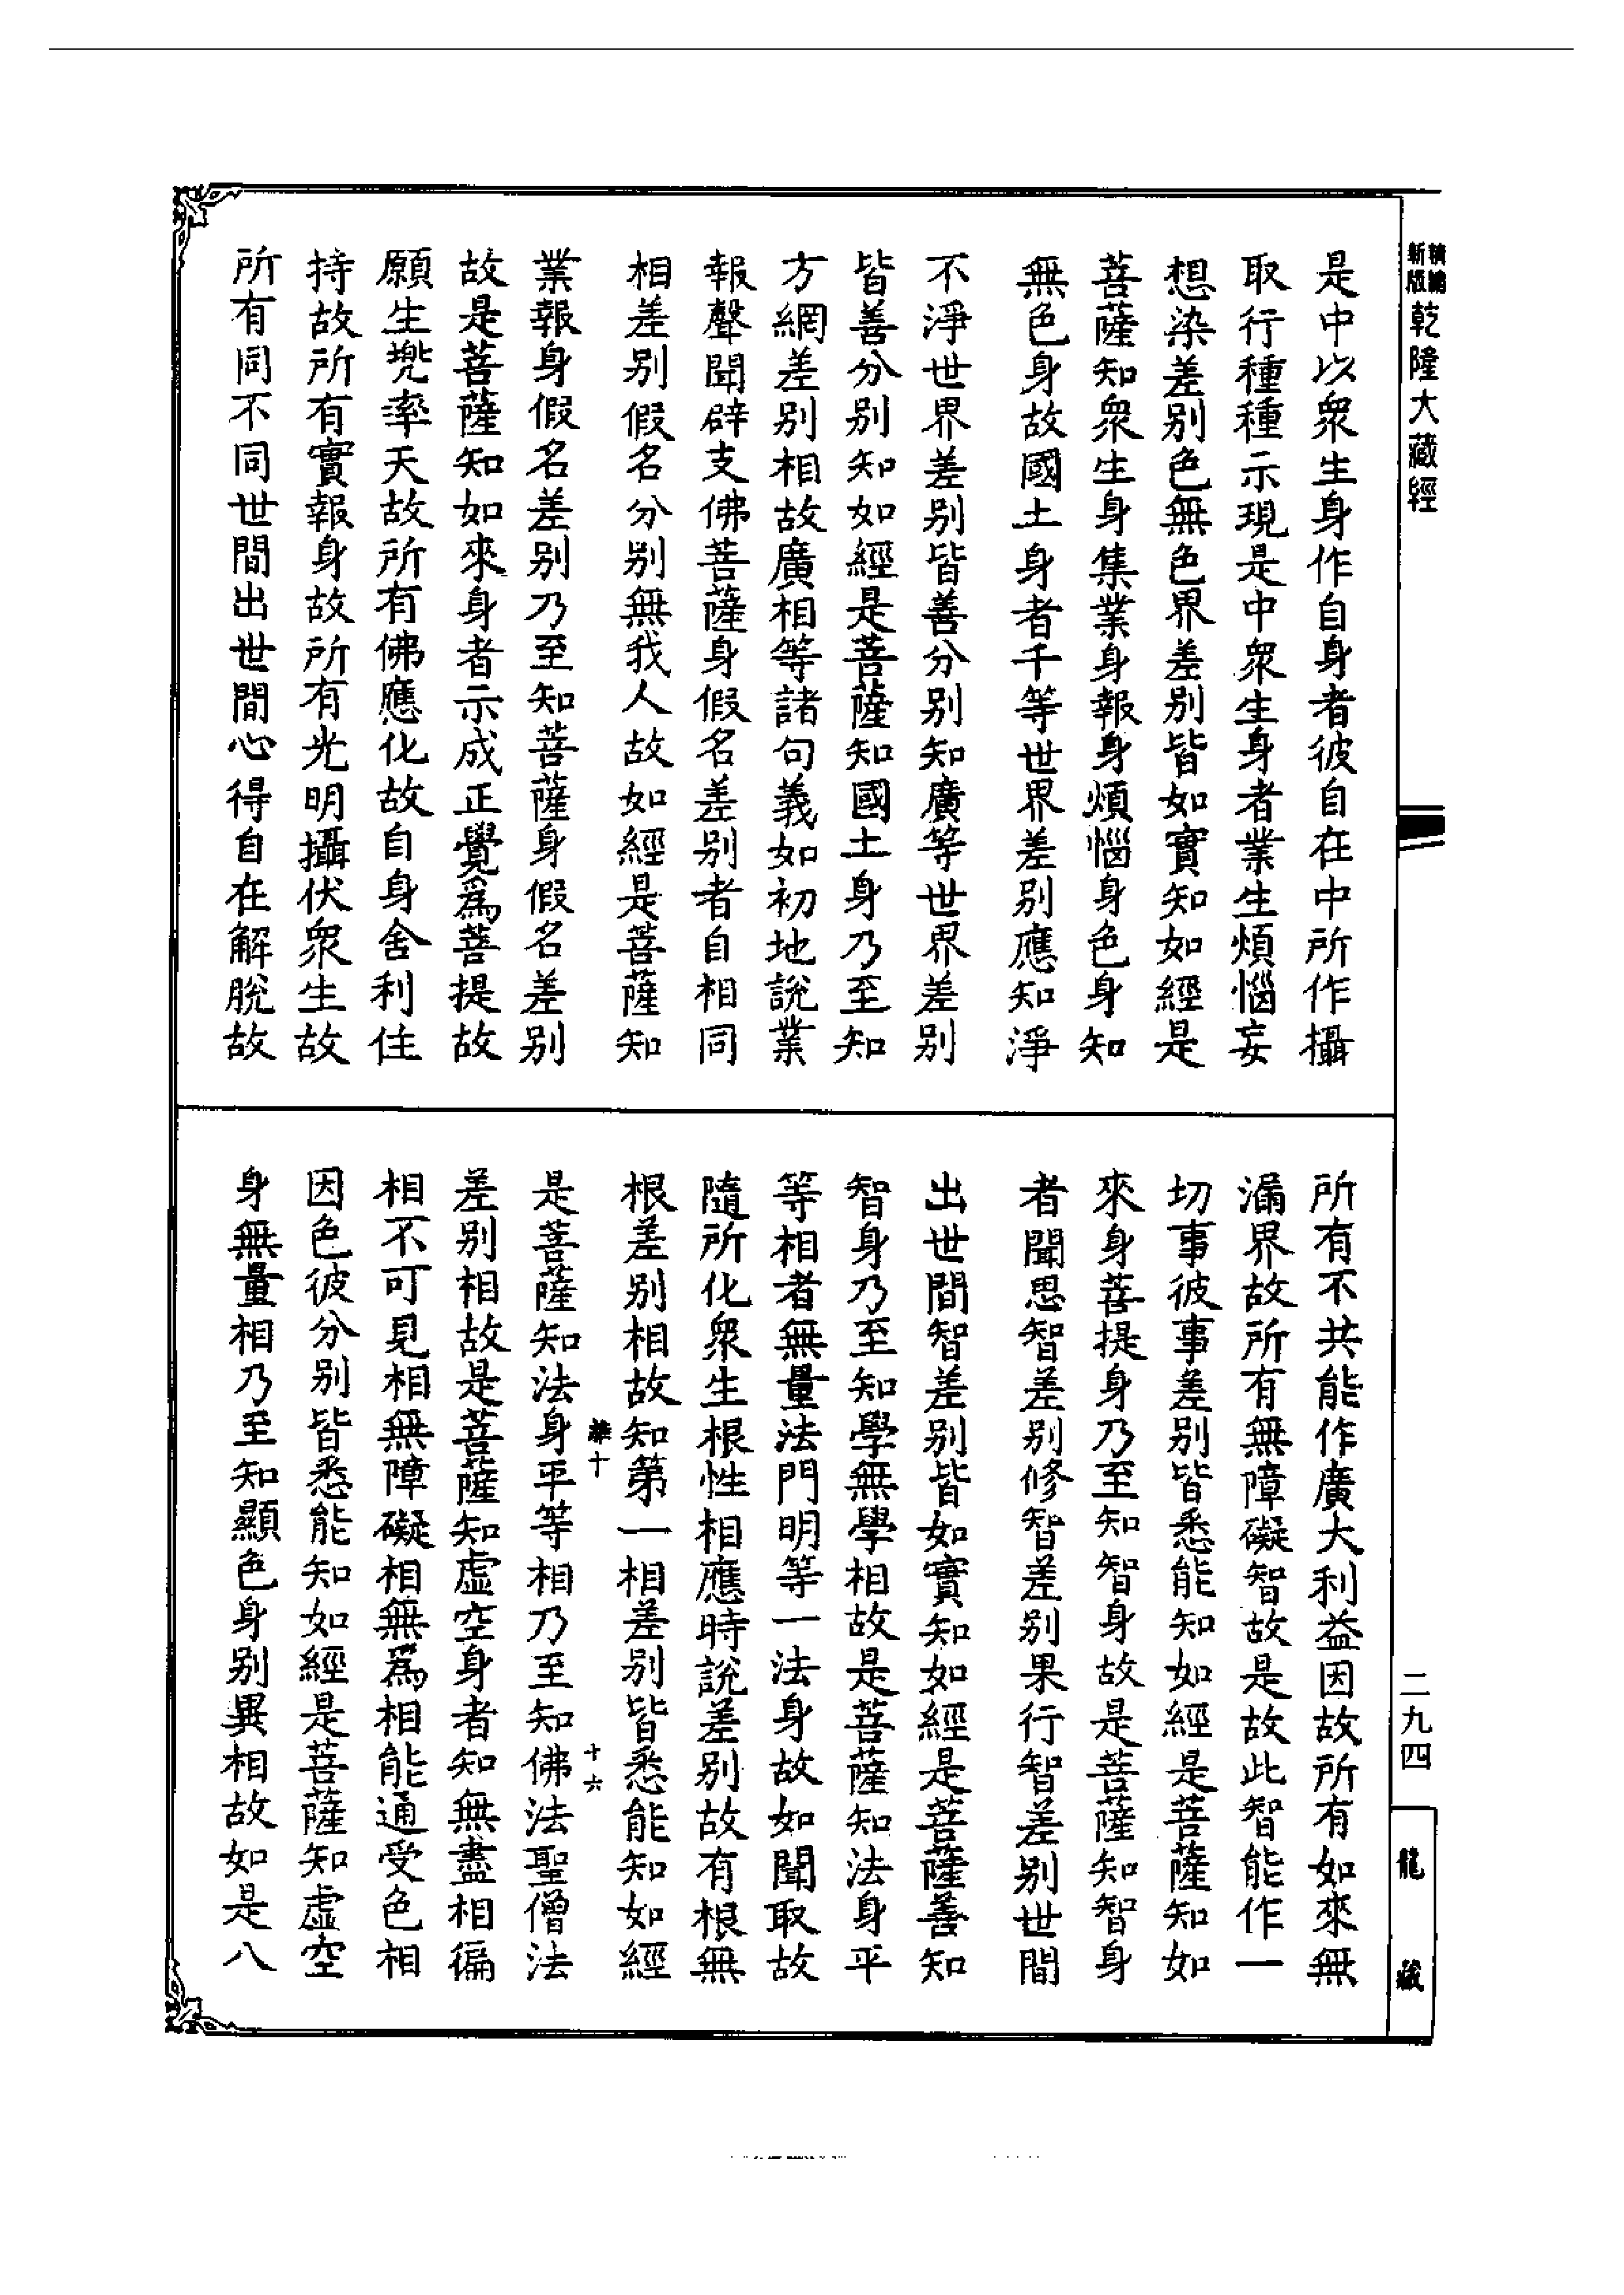 新版
精編
乾隆大藏經
是中以眾生身作自身者彼自在中所作攝
取行種種示現是中眾生身者業生煩惱妄
想染差別色無色界差別皆如實知如經是
菩薩知眾生身集業身報身煩惱身色身知
無色身故國土身者千等世界差別應知淨
不淨世界差別皆善分別知廣等世界差別
皆善分別知如經是菩薩知國土身乃至知
方網差別相故廣相等諸句義如初地說業
報聲聞辟支佛菩薩身假名差別者自相同
相差別假名分別無我人故如經是菩薩知
業報身假名差別乃至知菩薩身假名差別
故是菩薩知如來身者示成正覺為菩提故
願生兜率天故所有佛應化故自身舍利住
持故所有實報身故所有光明攝伏眾生故
所有同不同世間出世間心得自在解脫故
所有不共能作廣大利益因故所有如來無
漏界故所有無障礙智故是故此智能作一
切事彼事差別皆悉能知如經是菩薩知如
來身菩提身乃至知智身故是菩薩知智身
者聞思智差別修智差別果行智差別世間
出世間智差別皆如實知如經是菩薩善知
智身乃至知學無學相故是菩薩知法身平
等相者無量法門明等一法身故如聞取故
隨所化眾生根性相應時說差別故有根無
根差別相故知第一相差別皆悉能知如經
是菩薩知法身平等相乃至知佛法聖僧法
差別相故是菩薩知虛空身者知無盡相徧
相不可見相無障礙相無為相能通受色相
因色彼分別皆悉能知如經是菩薩知虛空
身無量相乃至知顯色身別異相故如是八
十
十六
二九四
龍藏